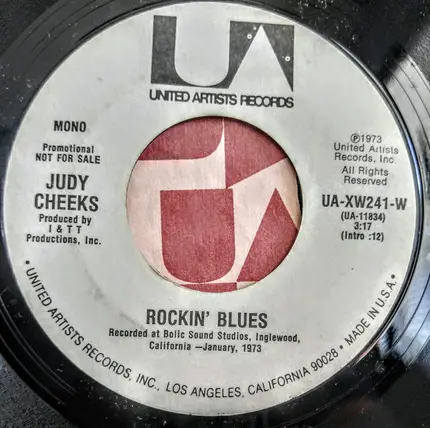 UA
UNITED ARTISTS RECORDS
MONO
Promotional
NOT FOR SALE
JUDY
CHEEKS
Produced by
I & T T
Productions, Inc.
℗1973
United Artists
Records, Inc.
All Rights
Reserved
UA-XW241-W
(UA-11834)
3:17
(Intro :12)
ROCKIN' BLUES
Recorded at Bolic Sound Studios, Inglewood,
California —January, 1973
• UNITED ARTISTS RECORDS, INC., LOS ANGELES, CALIFORNIA 90028 • MADE IN U.S.A. •